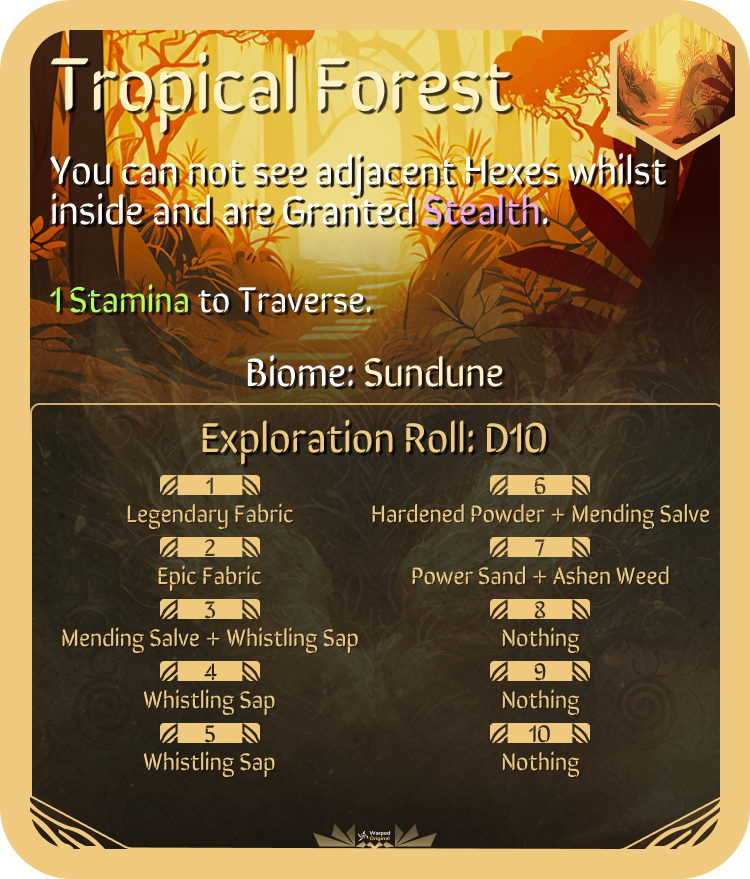 Tropical Forest
You can not see adjacent Hexes whilst
inside and are Granted Stealth.
1 Stamina to Traverse.
Biome: Sundune
Exploration Roll: D10
1
Legendary Fabric
2
Epic Fabric
3
Mending Salve + Whistling Sap
4
Whistling Sap
5
Whistling Sap
6
Hardened Powder + Mending Salve
7
Power Sand + Ashen Weed
8
Nothing
9
Nothing
10
Nothing
Warped
Original